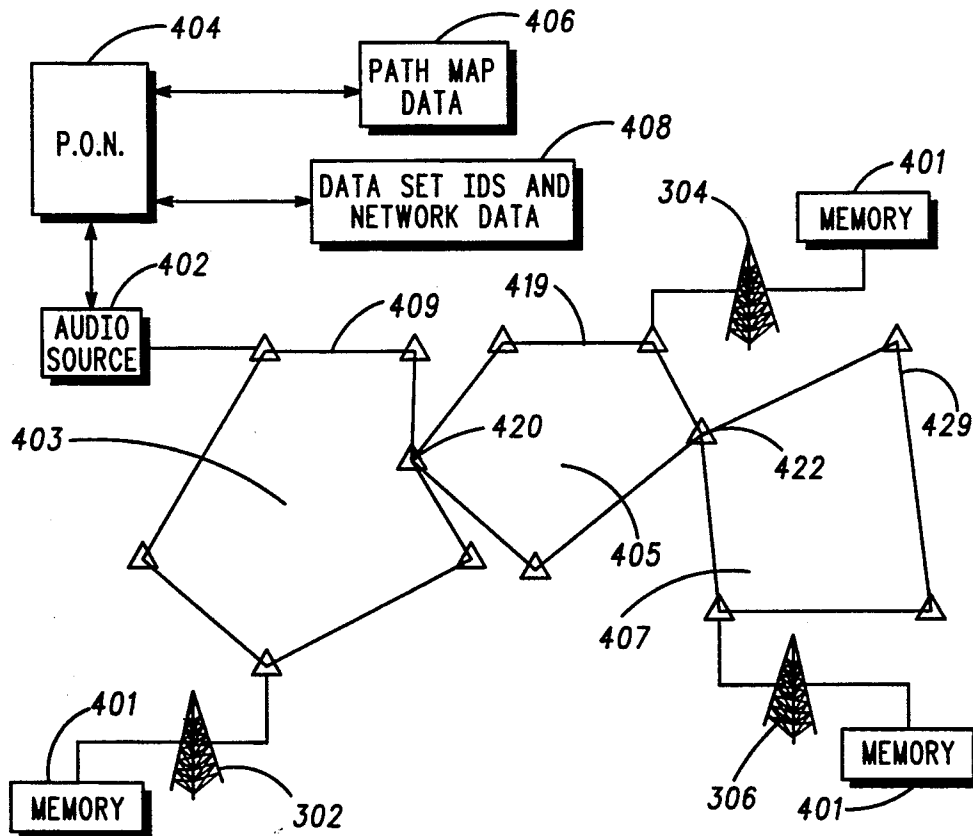 404
406
P.O.N.
PATH MAP
DATA
408
DATA SET IDS AND
NETWORK DATA
304
401
MEMORY
402
AUDIO
SOURCE
409
419
403
420
422
429
405
407
401
MEMORY
302
306
MEMORY
401